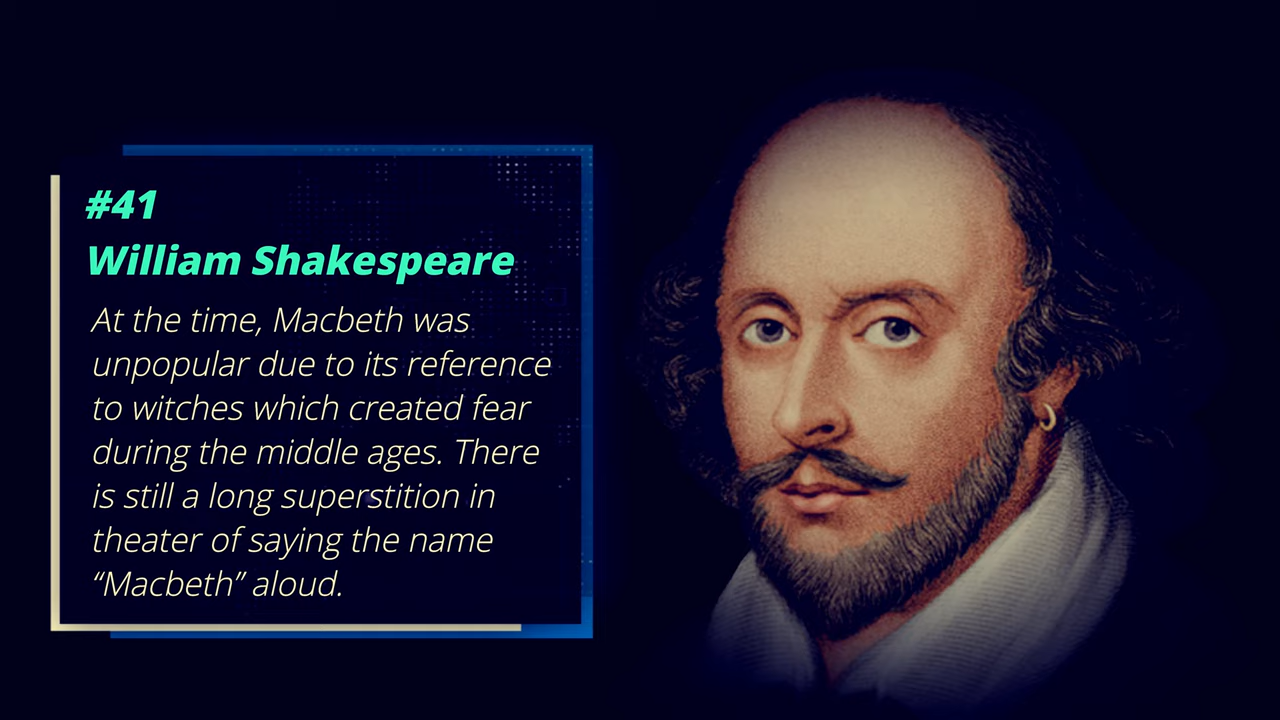 #41
William Shakespeare
At the time, Macbeth was
unpopular due to its reference
to witches which created fear
during the middle ages. There
is still a long superstition in
theater of saying the name
“Macbeth” aloud.